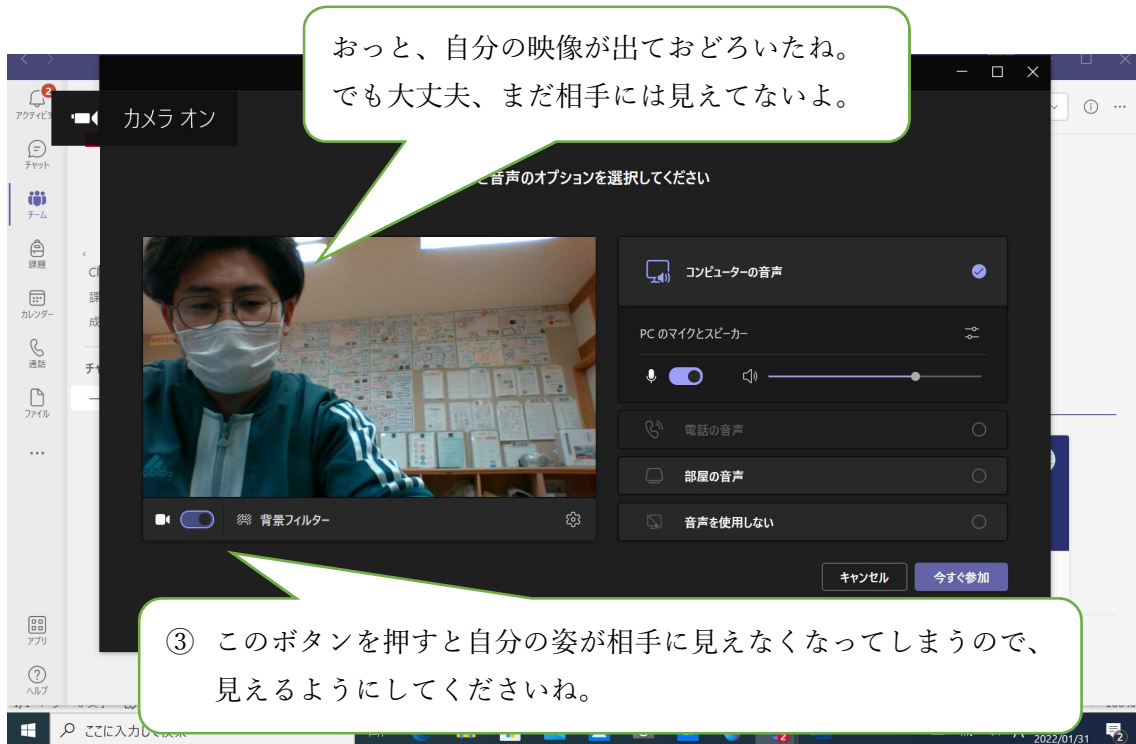 おっと、自分の映像が出ておどろいたね。
でも大丈夫、まだ相手には見えてないよ。
2
アクティビティ
カメラ オン
チャット
音声のオプションを選択してください
チーム
課題
コンピューターの音声
課
カレンダー
成
PC のマイクとスピーカー
通話
チャ
ファイル
電話の音声
部屋の音声
背景フィルター
音声を使用しない
adidas
キャンセル
今すぐ参加
③ このボタンを押すと自分の姿が相手に見えなくなってしまうので、
見えるようにしてくださいね。
アプリ
ヘルプ
ここに入力して検索
2022/01/31
2